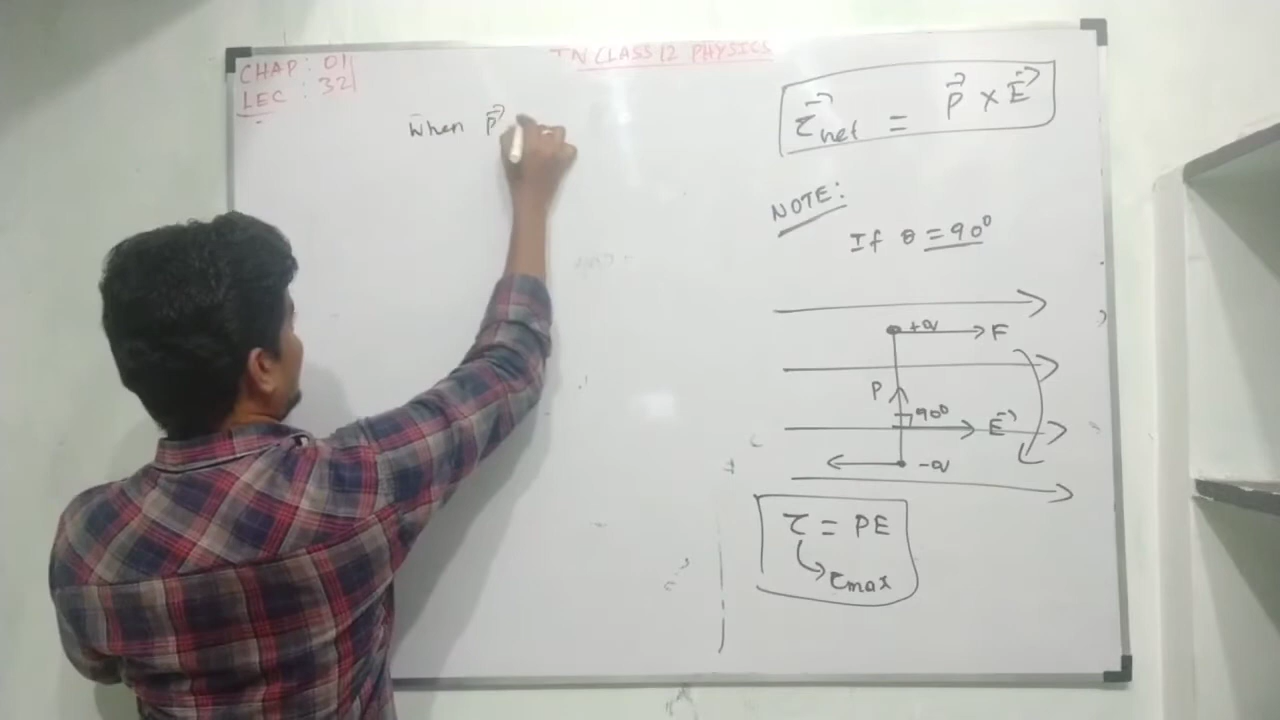 TN CLASS 12 PHYSICS
CHAP : 01
LEC : 32
When p⃗
τ⃗net = p⃗ × E⃗
NOTE:
If θ = 90°
+q F
P 90° E⃗
-q
τ = PE
τmax